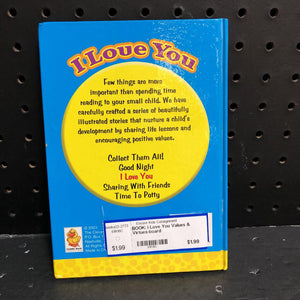 I Love You
Few things are more
important than spending time
reading to your small child. We have
carefully crafted a series of beautifully
illustrated stories that nurture a child's
development by sharing life lessons and
encouraging positive values.
Collect Them All!
Good Night
I Love You
Sharing With Friends
Time To Potty
BOOK: I Love You Values &
Virtues-board
$1.99
$1.99